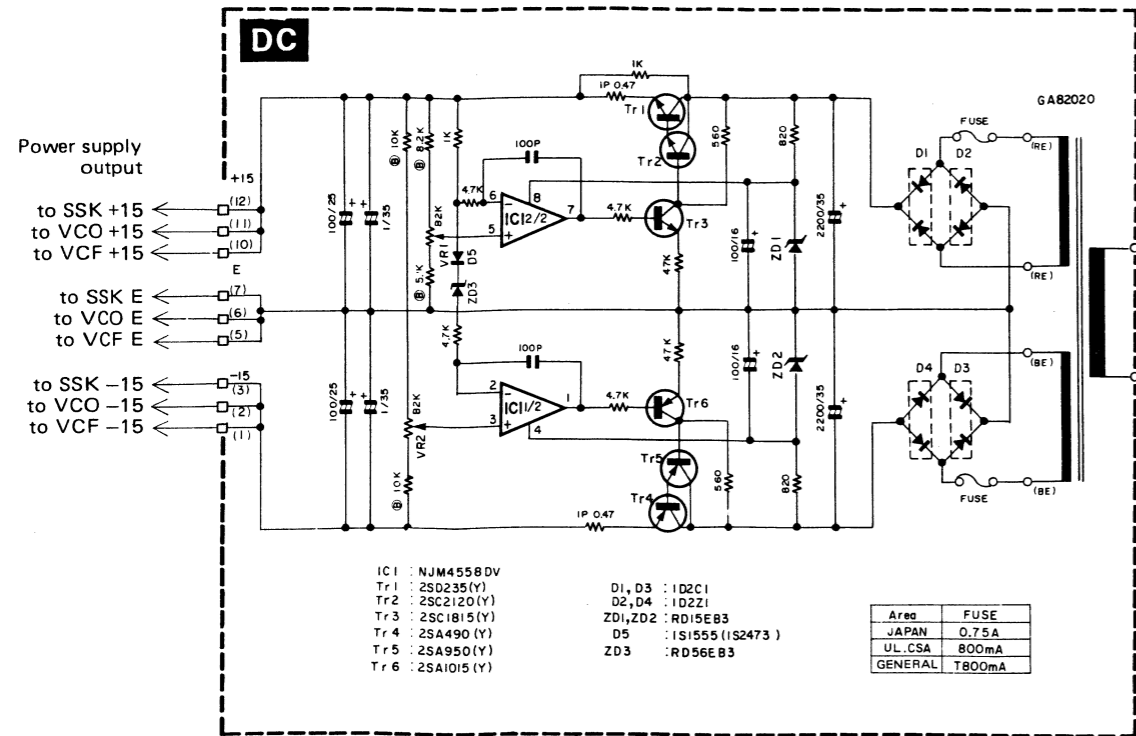 DC
GA82020
Power supply
output
+15
to SSK +15
(12)
to VCO +15
(11)
to VCF +15
(10)
E
to SSK E
(7)
to VCO E
(6)
to VCF E
(5)
-15
to SSK -15
(3)
to VCO -15
(2)
to VCF -15
(1)
1K
1P 0.47
Tr1
Tr2
560
820
FUSE
(RE)
D1
D2
100/25
+
1/35
+
Ⓑ 10K
Ⓑ 8.2K
1K
100P
4.7K
6
-
8
IC1 2/2
7
5
+
4.7K
Tr3
B2K
VR1
D5
ZD3
Ⓑ 5.1K
47K
100/16
+
ZD1
2200/35
+
(RE)
4.7K
100P
47K
100/16
+
ZD2
2200/35
+
(BE)
D4
D3
100/25
+
1/35
+
B2K
VR2
2
-
IC1 1/2
1
3
+
4
4.7K
Tr6
Tr5
Tr4
560
820
Ⓑ 10K
1P 0.47
FUSE
(BE)
IC1 : NJM4558DV
Tr1 : 2SD235(Y)
Tr2 : 2SC2120(Y)
Tr3 : 2SC1815(Y)
Tr4 : 2SA490(Y)
Tr5 : 2SA950(Y)
Tr6 : 2SA1015(Y)
D1, D3 : 1D2C1
D2, D4 : 1D2Z1
ZD1, ZD2 : RD15EB3
D5 : 1S1555(1S2473)
ZD3 : RD56EB3
Area FUSE
JAPAN 0.75A
UL.CSA 800mA
GENERAL T800mA